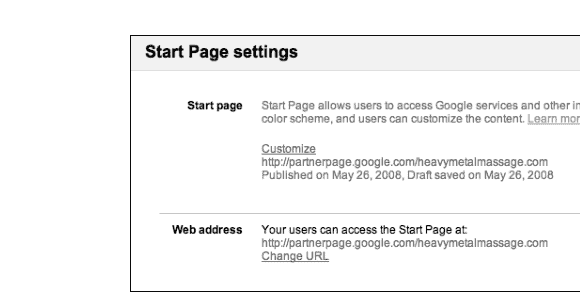 Start Page settings
Start page
Start Page allows users to access Google services and other in
color scheme, and users can customize the content. Learn mor
Customize
http://partnerpage.google.com/heavymetalmassage.com
Published on May 26, 2008, Draft saved on May 26, 2008
Web address
Your users can access the Start Page at:
http://partnerpage.google.com/heavymetalmassage.com
Change URL